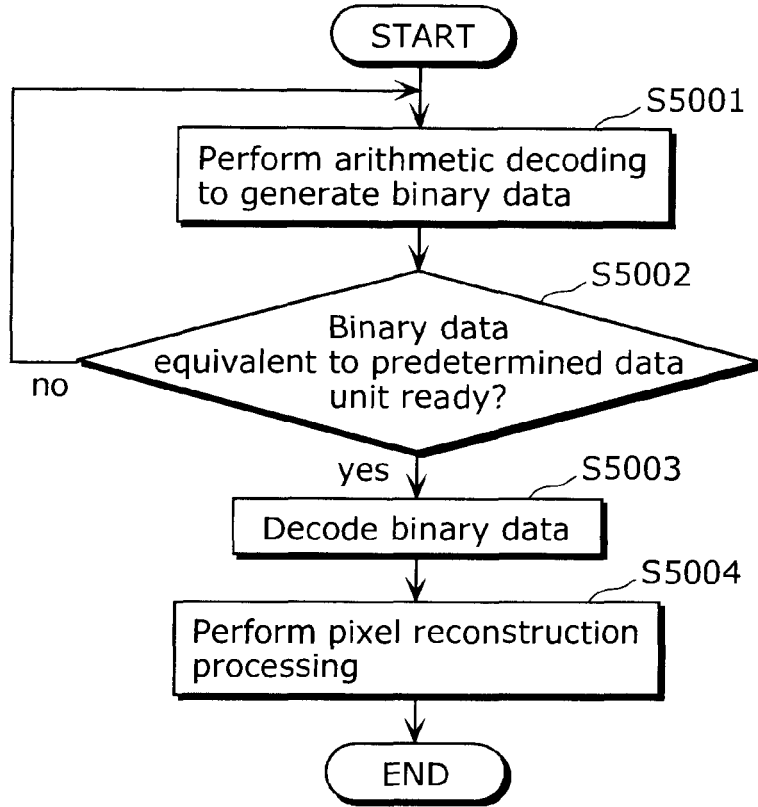 START
S5001
Perform arithmetic decoding
to generate binary data
S5002
Binary data
equivalent to predetermined data
unit ready?
no
yes
S5003
Decode binary data
S5004
Perform pixel reconstruction
processing
END